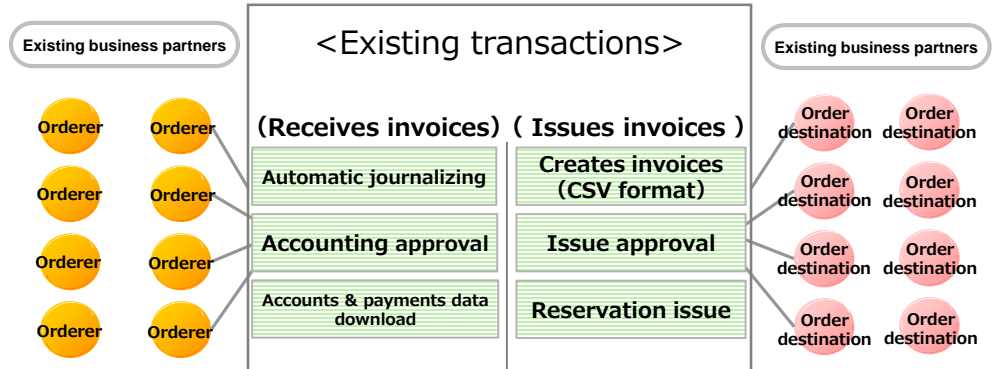 Existing business partners
<Existing transactions>
Existing business partners
(Receives invoices)
( Issues invoices )
Orderer
Orderer
Orderer
Orderer
Orderer
Orderer
Orderer
Orderer
Automatic journalizing
Accounting approval
Accounts & payments data
download
Creates invoices
(CSV format)
Issue approval
Reservation issue
Order
destination
Order
destination
Order
destination
Order
destination
Order
destination
Order
destination
Order
destination
Order
destination